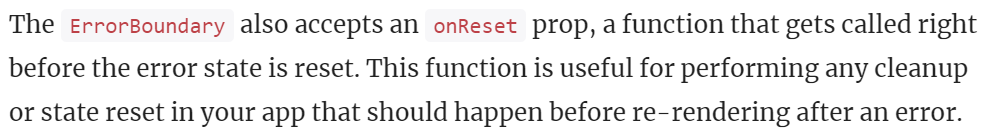 The ErrorBoundary also accepts an onReset prop, a function that gets called right
before the error state is reset. This function is useful for performing any cleanup
or state reset in your app that should happen before re-rendering after an error.